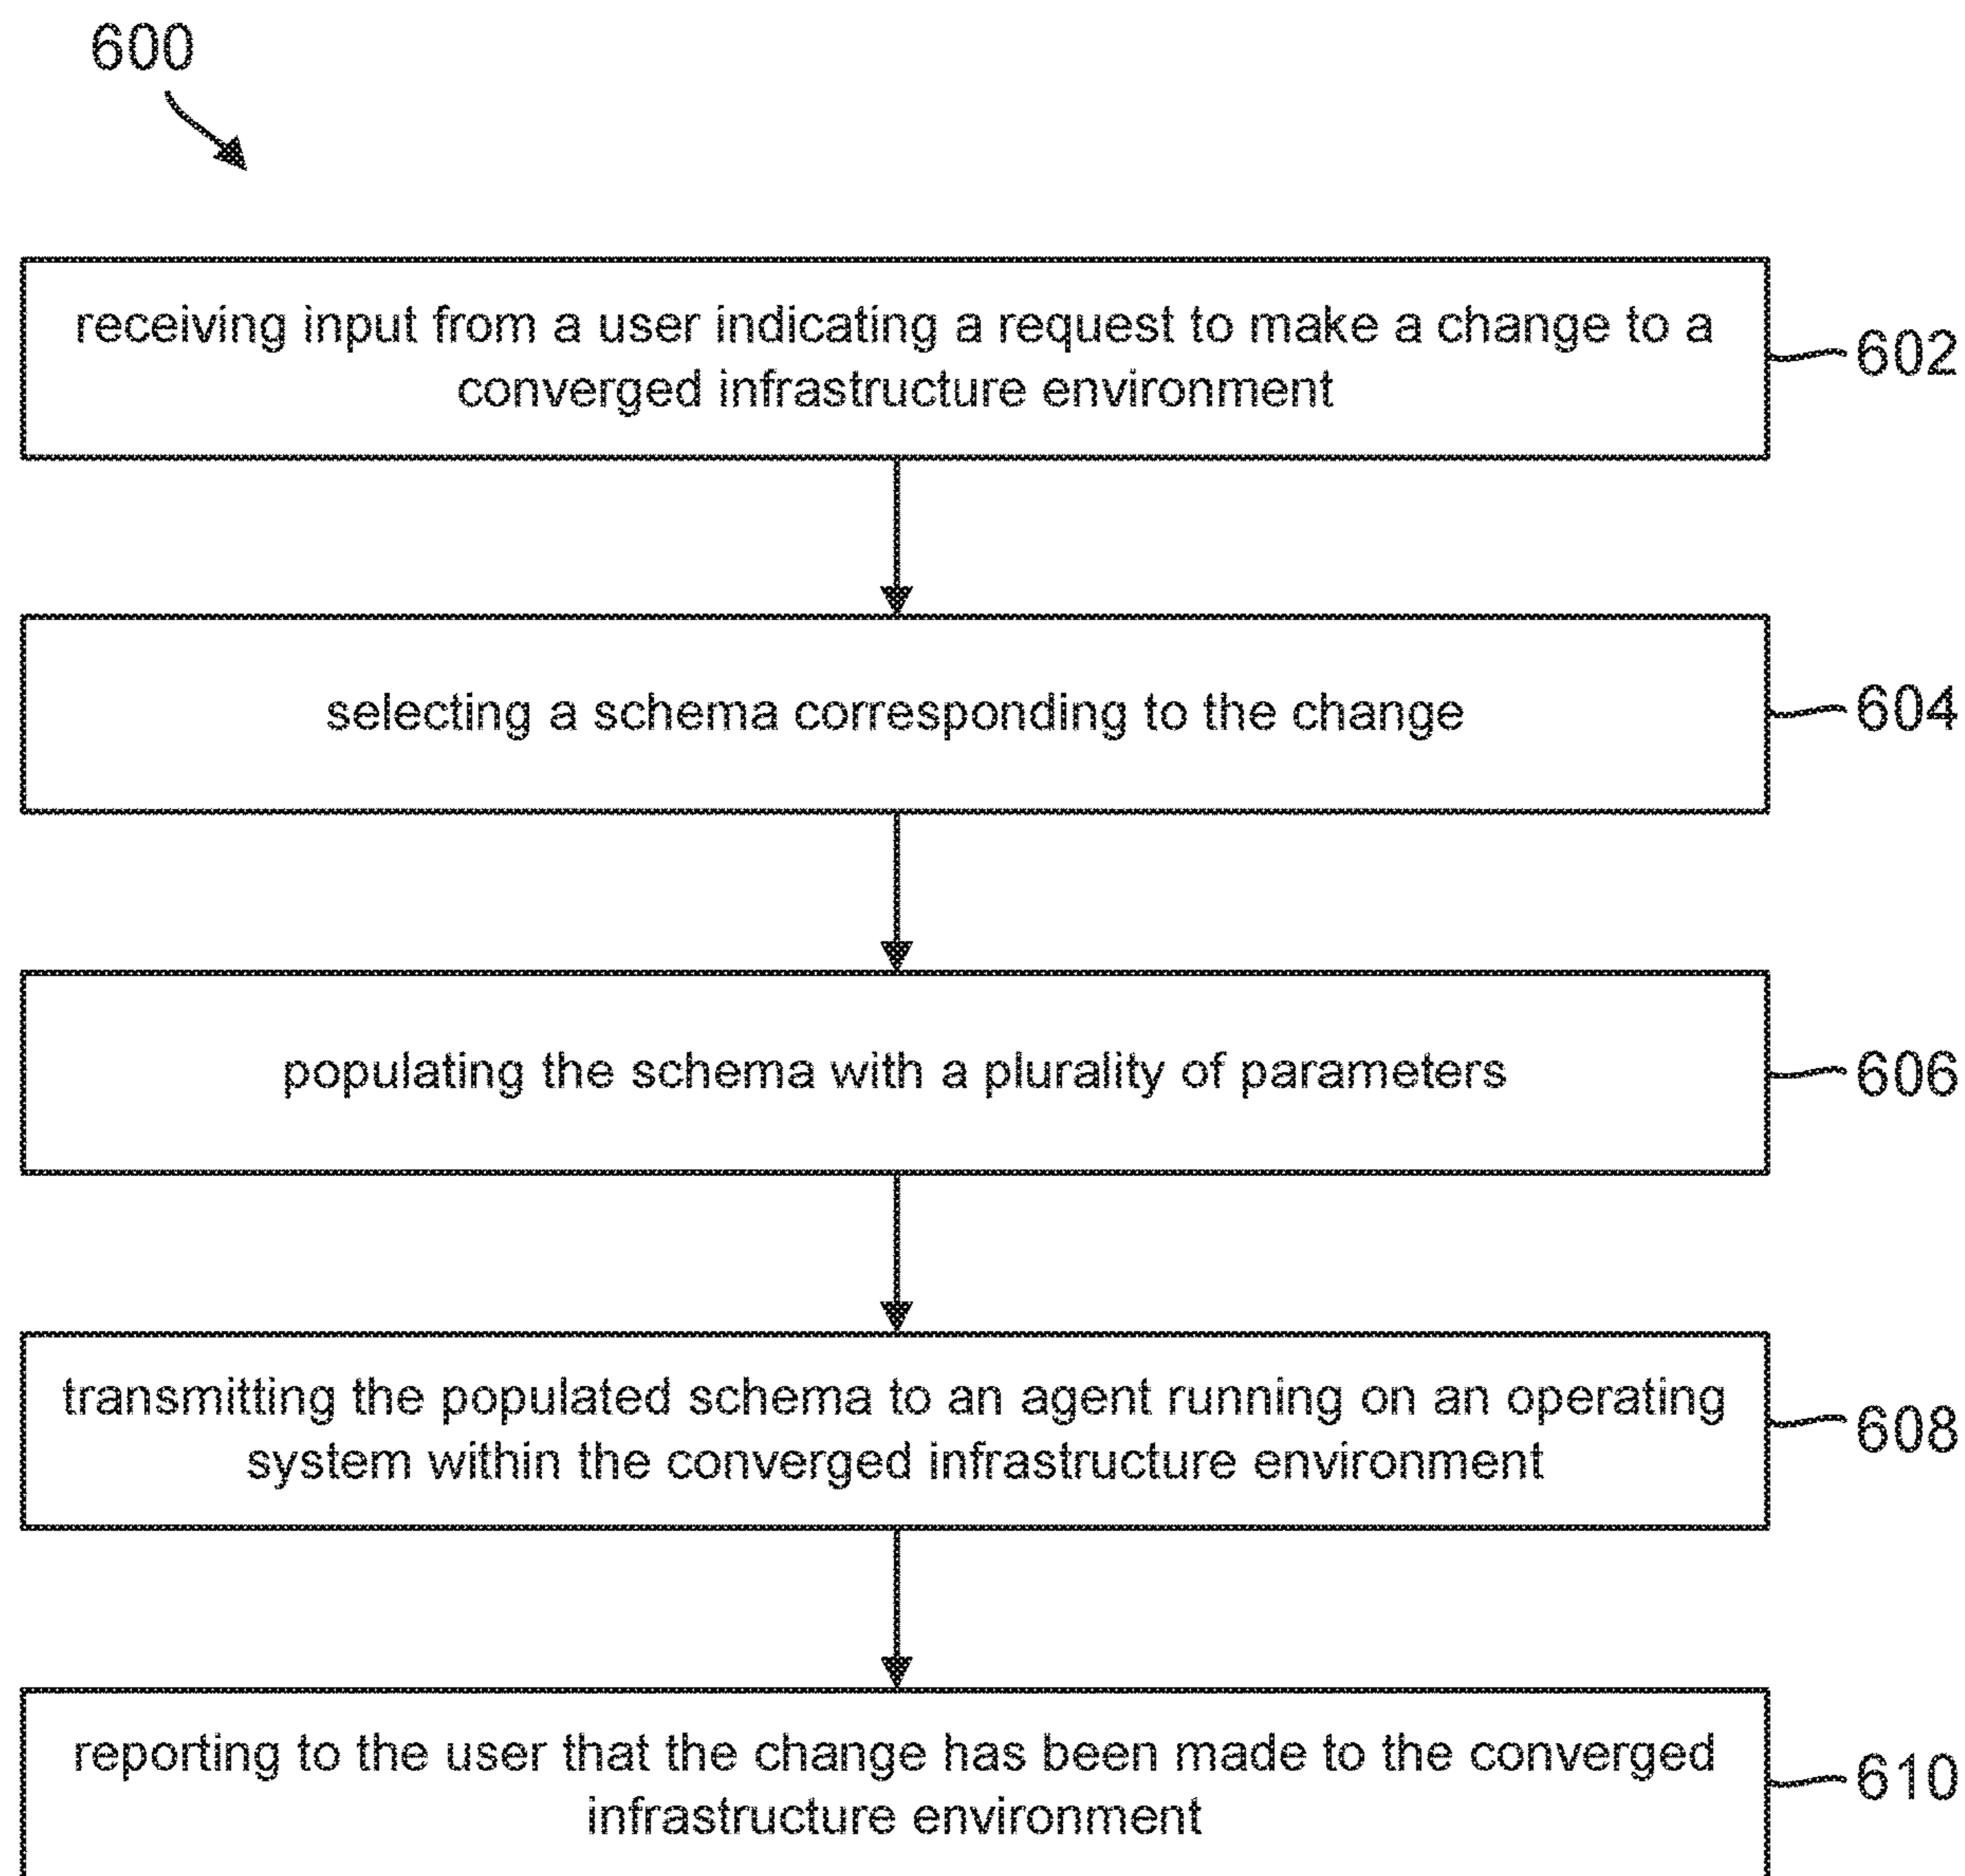 600
receiving input from a user indicating a request to make a change to a
converged infrastructure environment
602
selecting a schema corresponding to the change
604
populating the schema with a plurality of parameters
606
transmitting the populated schema to an agent running on an operating
system within the converged infrastructure environment
608
reporting to the user that the change has been made to the converged
infrastructure environment
610